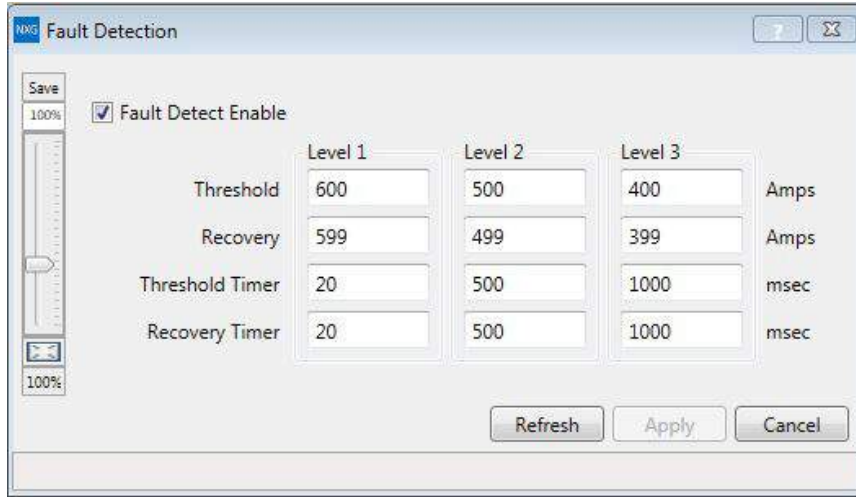 NXG Fault Detection
Save
100%
Fault Detect Enable
Level 1 Level 2 Level 3
Threshold 600 500 400 Amps
Recovery 599 499 399 Amps
Threshold Timer 20 500 1000 msec
Recovery Timer 20 500 1000 msec
100%
Refresh Apply Cancel